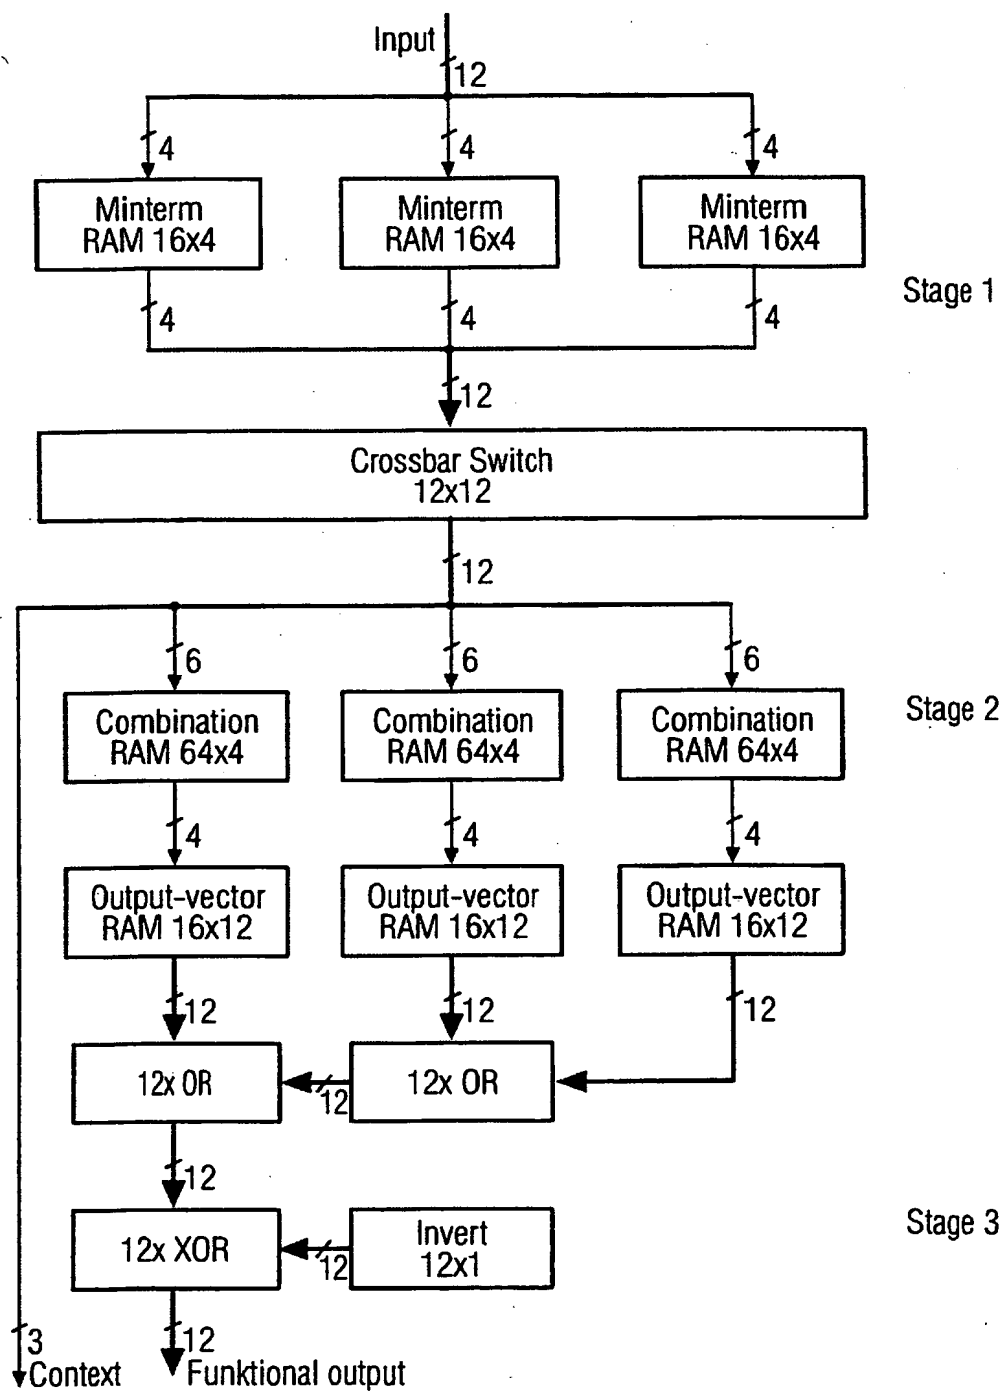 Input
12
4
4
4
Minterm
RAM 16x4
Minterm
RAM 16x4
Minterm
RAM 16x4
Stage 1
4
4
4
12
Crossbar Switch
12x12
12
6
6
6
Combination
RAM 64x4
Combination
RAM 64x4
Combination
RAM 64x4
Stage 2
4
4
4
Output-vector
RAM 16x12
Output-vector
RAM 16x12
Output-vector
RAM 16x12
12
12
12
12x OR
12
12x OR
12
12x XOR
12
Invert
12x1
Stage 3
3
12
Context
Funktional output